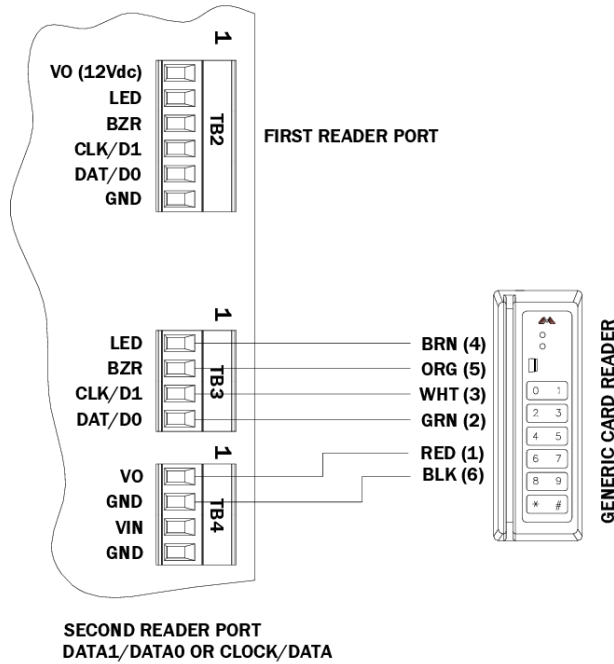 1
VO (12Vdc)
LED
BZR
CLK/D1
DAT/D0
GND
TB2
FIRST READER PORT
1
LED
BZR
CLK/D1
DAT/D0
TB3
BRN (4)
ORG (5)
WHT (3)
GRN (2)
RED (1)
BLK (6)
1
VO
GND
VIN
GND
TB4
0 1
2 3
4 5
6 7
8 9
* #
GENERIC CARD READER
SECOND READER PORT
DATA1/DATA0 OR CLOCK/DATA